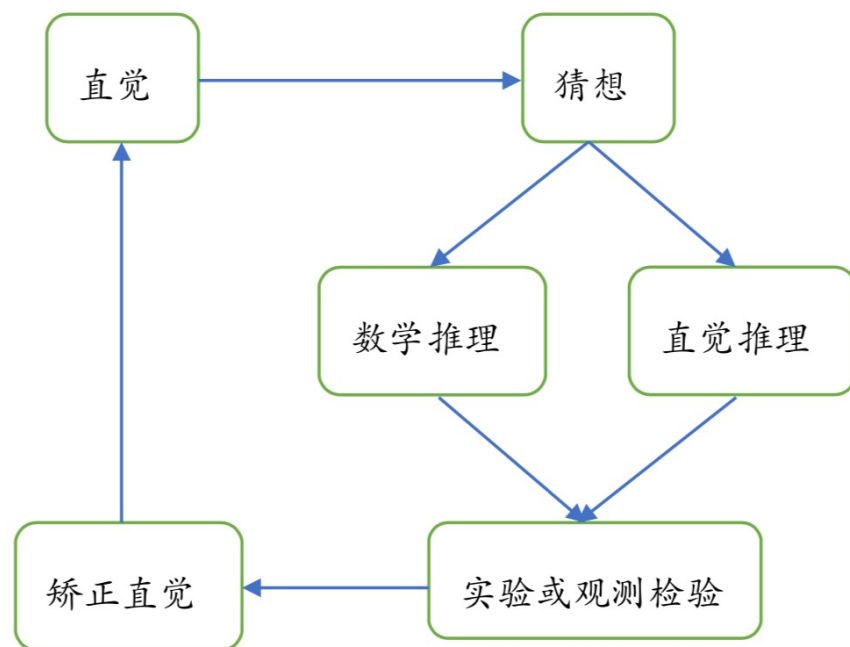 直觉
猜想
数学推理
直觉推理
矫正直觉
实验或观测检验